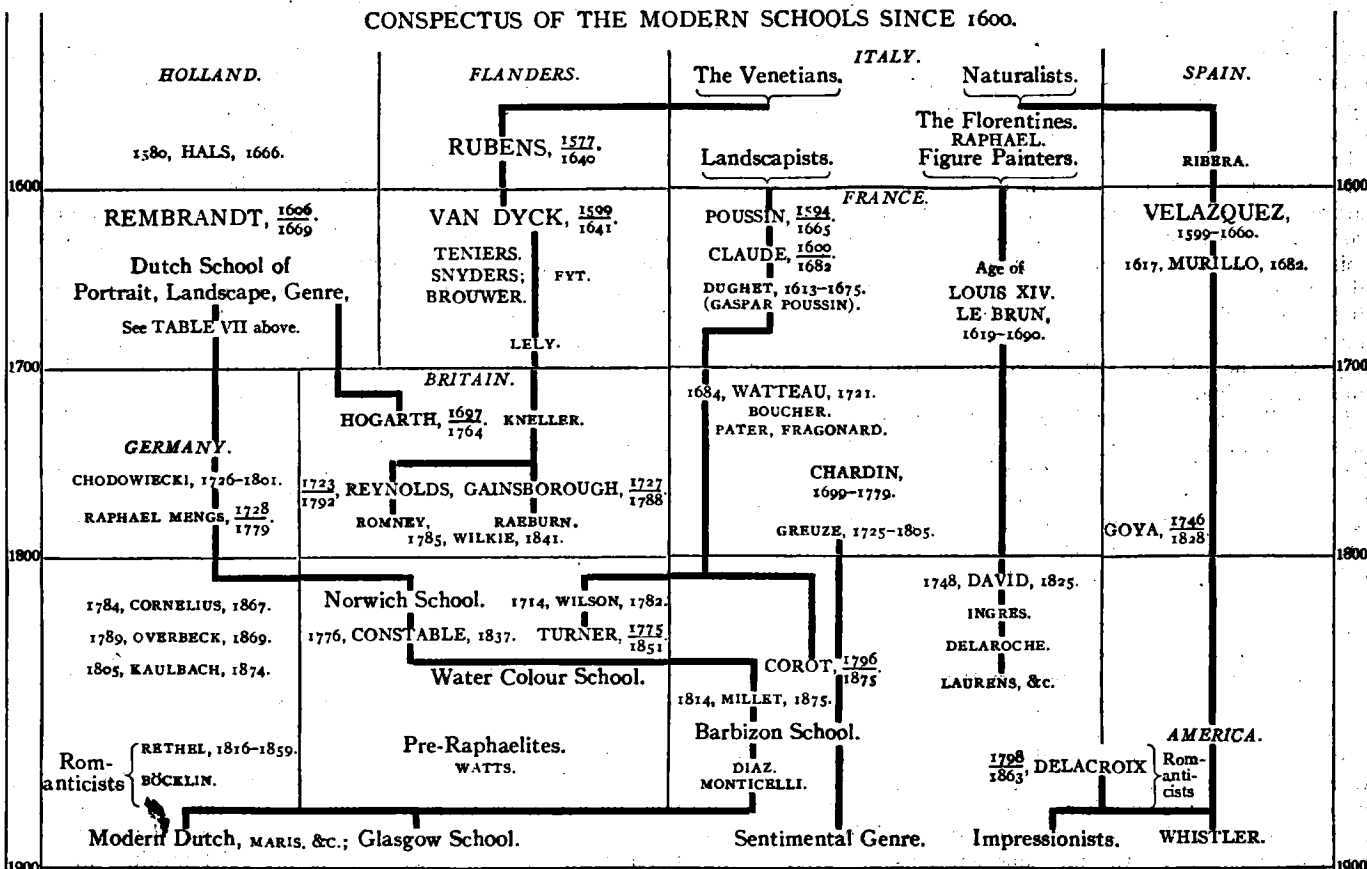 CONSPECTUS OF THE MODERN SCHOOLS SINCE 1600.
HOLLAND.
FLANDERS.
ITALY.
The Venetians.
Naturalists.
SPAIN.
The Florentines.
RAPHAEL.
1580, HALS, 1666.
RUBENS, 1577/1640.
Landscapists.
Figure Painters.
RIBERA.
1600
1600
FRANCE.
REMBRANDT, 1606/1669.
VAN DYCK, 1599/1641.
POUSSIN, 1594/1665
VELAZQUEZ,
1599-1660.
TENIERS.
SNYDERS;
BROUWER.
FYT.
CLAUDE, 1600/1682
Dutch School of
Portrait, Landscape, Genre,
Age of
LOUIS XIV.
LE BRUN,
1619-1690.
1617, MURILLO, 1682.
DUGHET, 1613-1675.
(GASPAR POUSSIN).
See TABLE VII above.
LELY.
1700
1700
BRITAIN.
1684, WATTEAU, 1721.
BOUCHER.
PATER, FRAGONARD.
HOGARTH, 1697/1764
KNELLER.
GERMANY.
CHODOWIECKI, 1726-1801.
CHARDIN,
1699-1779.
1723/1792, REYNOLDS, GAINSBOROUGH, 1727/1788
RAPHAEL MENGS, 1728/1779.
ROMNEY,
RAEBURN.
1785, WILKIE, 1841.
GREUZE, 1725-1805.
GOYA, 1746/1828
1800
1800
1784, CORNELIUS, 1867.
Norwich School.
1714, WILSON, 1782.
1748, DAVID, 1825.
INGRES.
1789, OVERBECK, 1869.
1776, CONSTABLE, 1837.
TURNER, 1775/1851
DELAROCHE.
1805, KAULBACH, 1874.
Water Colour School.
COROT, 1796/1875
LAURENS, &C.
1814, MILLET, 1875.
Barbizon School.
AMERICA.
Rom-
anticists
RETHEL, 1816-1859.
BÖCKLIN.
Pre-Raphaelites.
WATTS.
DIAZ.
MONTICELLI.
1798/1863, DELACROIX
Rom-
anti-
cists
Modern Dutch, MARIS, &C.; Glasgow School.
Sentimental Genre.
Impressionists.
WHISTLER.
1900
1900